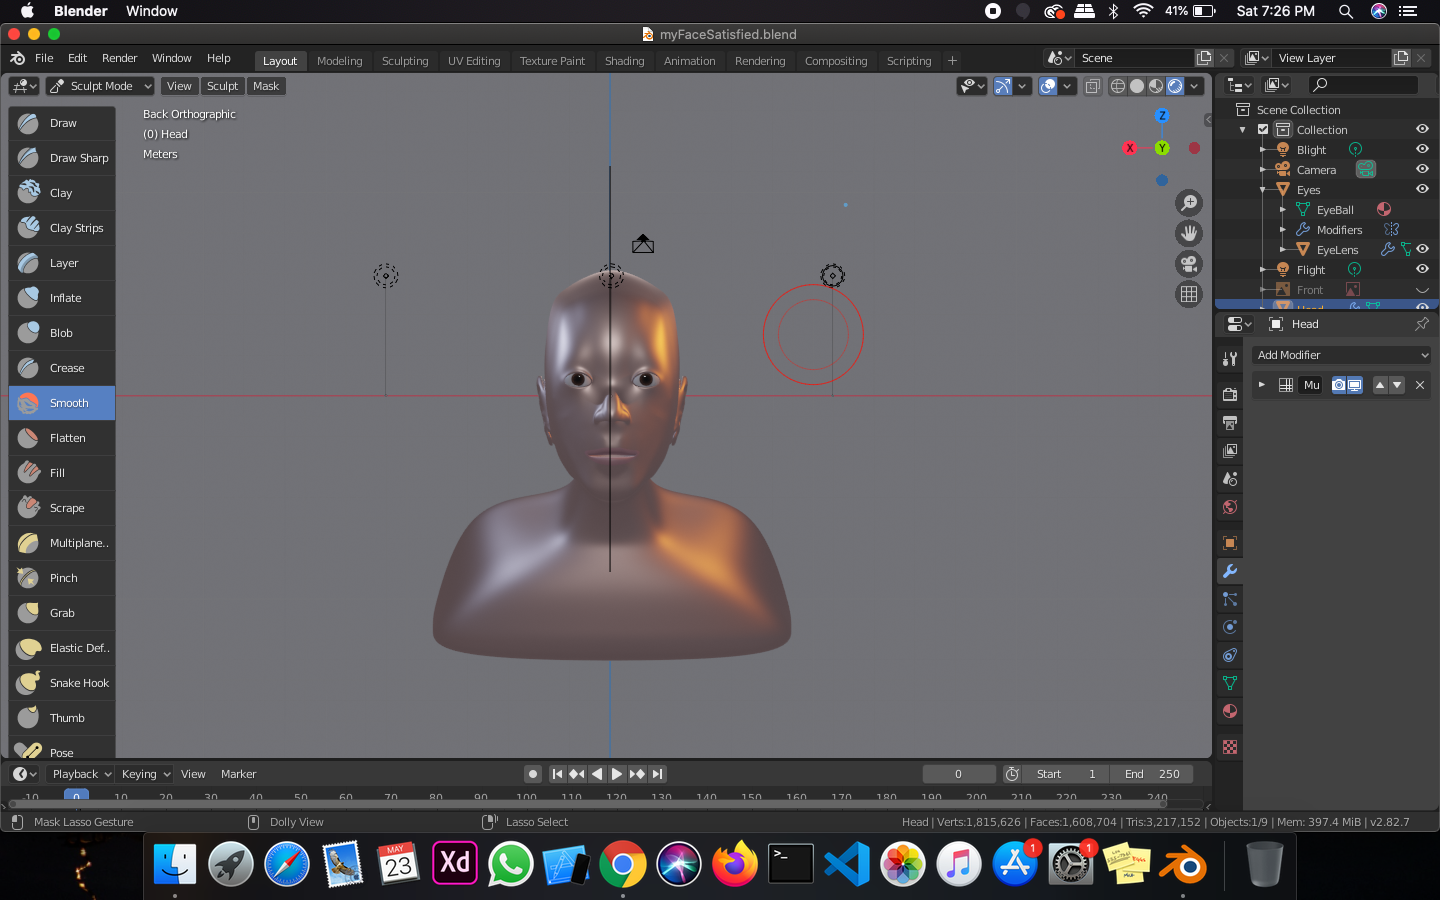 Blender Window 41% Sat 7:26 PM
myFaceSatisfied.blend
File Edit Render Window Help Layout Modeling Sculpting UV Editing Texture Paint Shading Animation Rendering Compositing Scripting + Scene View Layer
Sculpt Mode View Sculpt Mask
Back Orthographic
(0) Head
Meters
Z
X
Y
Draw
Draw Sharp
Clay
Clay Strips
Layer
Inflate
Blob
Crease
Smooth
Flatten
Fill
Scrape
Multiplane..
Pinch
Grab
Elastic Def..
Snake Hook
Thumb
Pose
Scene Collection
Collection
Blight
Camera
Eyes
EyeBall
Modifiers
EyeLens
Flight
Front
Head
Head
Add Modifier
Mu
Playback Keying View Marker 0 Start 1 End 250
-10 0 10 20 30 40 50 60 70 80 90 100 110 120 130 140 150 160 170 180 190 200 210 220 230 240
Mask Lasso Gesture Dolly View Lasso Select Head | Verts:1,815,626 | Faces:1,608,704 | Tris:3,217,152 | Objects:1/9 | Mem: 397.4 MiB | v2.82.7
MAY
23
Xd
>_
1
1